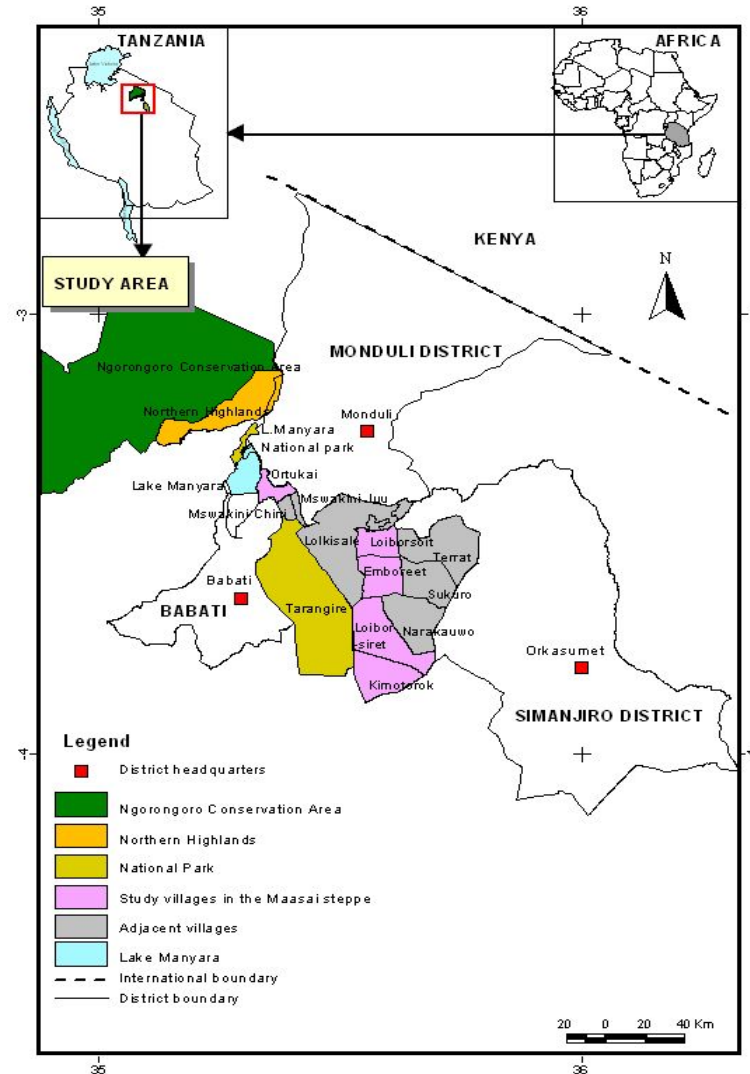 35
36
TANZANIA
AFRICA
KENYA
STUDY AREA
N
-3
-3
MONDULI DISTRICT
Ngorongoro Conservation Area
Northern Highlands
Monduli
L.Manyara
National park
Ortukai
Lake Manyara
Mswakini Juu
Mswakini Chini
Lolkisale
Loiborsoit
Terrat
Emboreet
Sukuro
Babati
BABATI
Tarangire
Loibor
-siret
Narakauwo
Kimotorok
Orkasumet
SIMANJIRO DISTRICT
-4
-4
Legend
District headquarters
Ngorongoro Conservation Area
Northern Highlands
National Park
Study villages in the Maasai steppe
Adjacent villages
Lake Manyara
International boundary
District boundary
20 0 20 40 Km
35
36